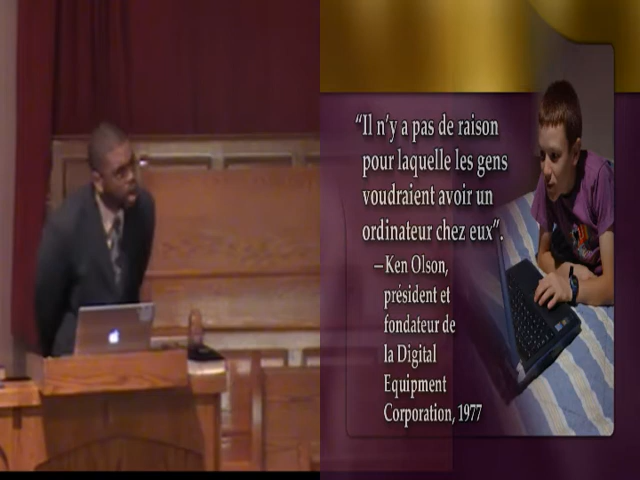 “Il n’y a pas de raison
pour laquelle les gens
voudraient avoir un
ordinateur chez eux”.
—Ken Olson,
président et
fondateur de
la Digital
Equipment
Corporation, 1977